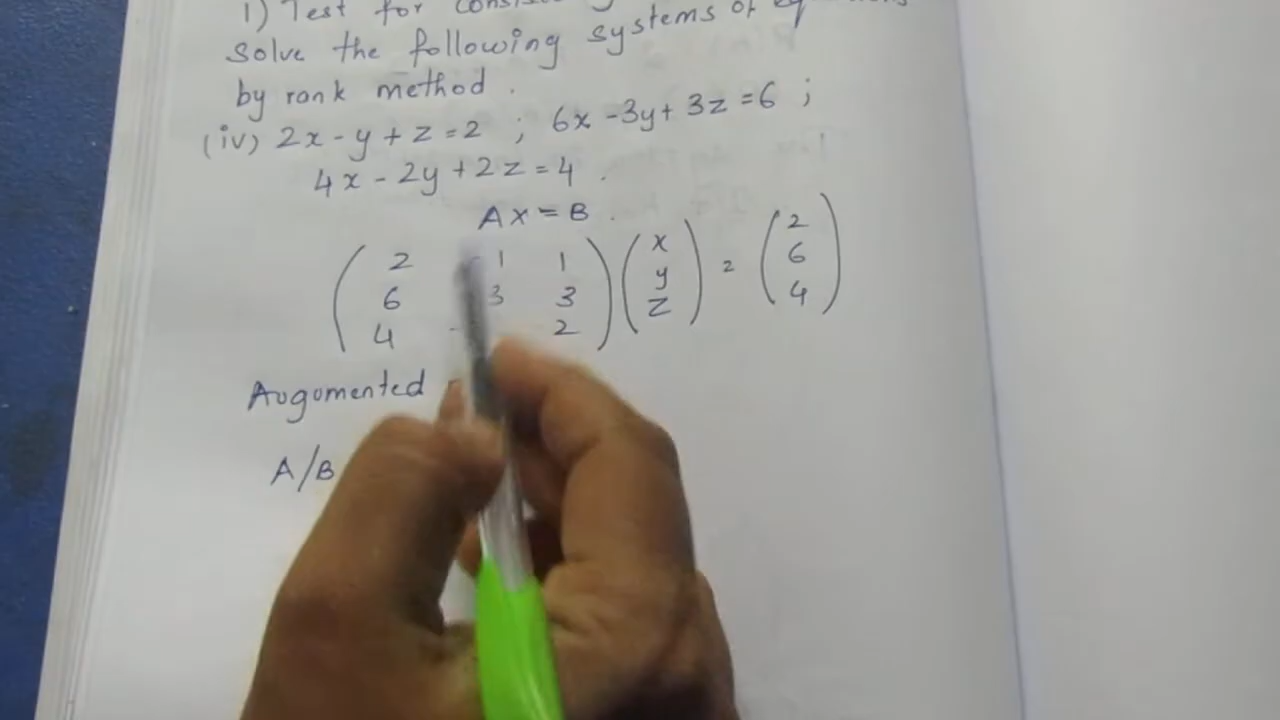 1) Test for
solve the following systems of
by rank method .
(iv) 2x - y + z = 2 ; 6x - 3y + 3z = 6 ;
4x - 2y + 2z = 4 .
AX = B .
( 2 -1 1 ) ( x ) = ( 2 )
6 3 3 y 6
4 - 2 z 4
Augomented
A/B